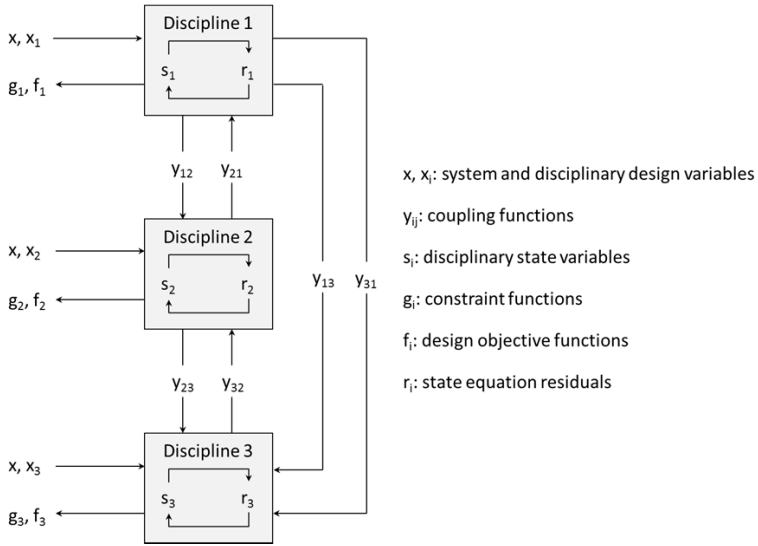 Discipline 1
x, x₁
s₁ r₁
g₁, f₁
y₁₂ y₂₁
x, xᵢ: system and disciplinary design variables
yᵢⱼ: coupling functions
Discipline 2
x, x₂
sᵢ: disciplinary state variables
y₁₃ y₃₁
s₂ r₂
g₂, f₂
gᵢ: constraint functions
fᵢ: design objective functions
y₂₃ y₃₂
rᵢ: state equation residuals
Discipline 3
x, x₃
s₃ r₃
g₃, f₃